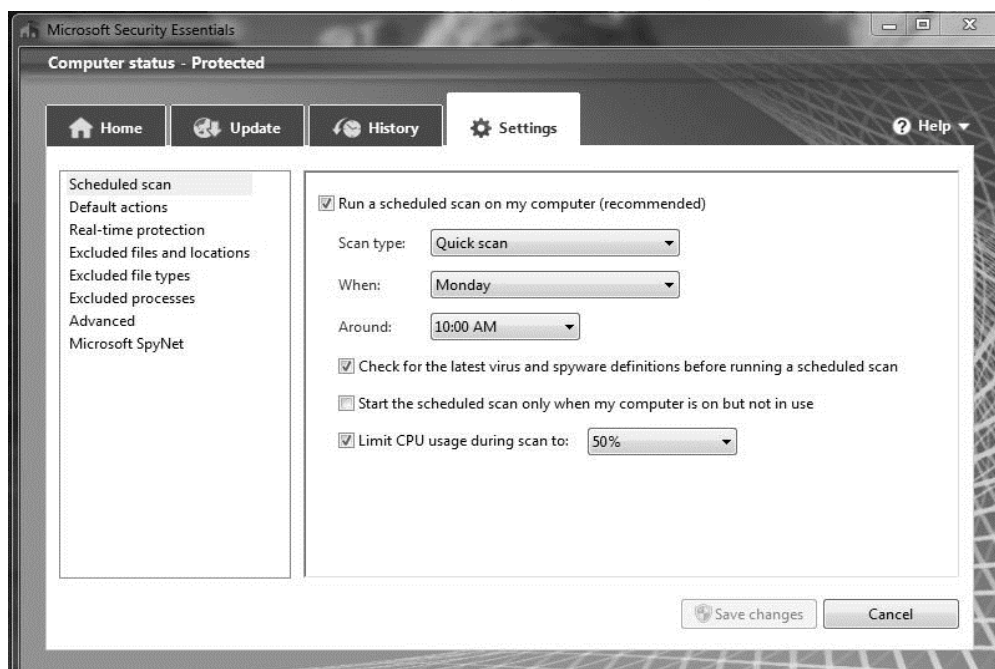 Microsoft Security Essentials
Computer status - Protected
Home Update History Settings Help
Scheduled scan
Default actions
Real-time protection
Excluded files and locations
Excluded file types
Excluded processes
Advanced
Microsoft SpyNet
Run a scheduled scan on my computer (recommended)
Scan type: Quick scan
When: Monday
Around: 10:00 AM
Check for the latest virus and spyware definitions before running a scheduled scan
Start the scheduled scan only when my computer is on but not in use
Limit CPU usage during scan to: 50%
Save changes Cancel